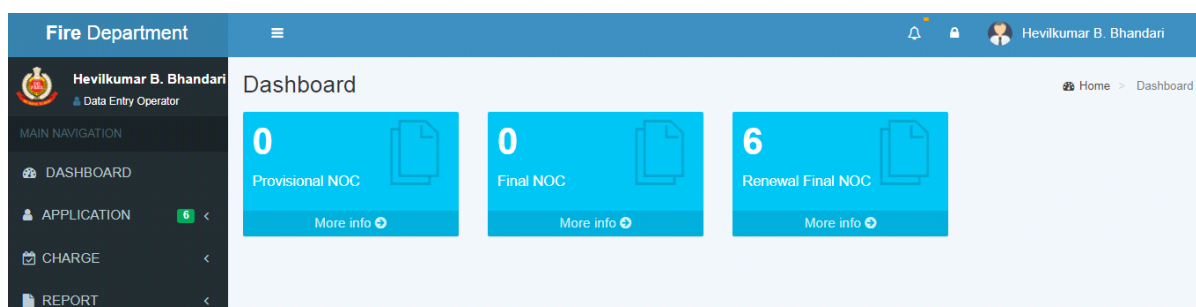 Fire Department
Hevilkumar B. Bhandari
Hevilkumar B. Bhandari
Data Entry Operator
MAIN NAVIGATION
DASHBOARD
APPLICATION 6
CHARGE
REPORT
Dashboard
Home > Dashboard
0
Provisional NOC
More info
0
Final NOC
More info
6
Renewal Final NOC
More info